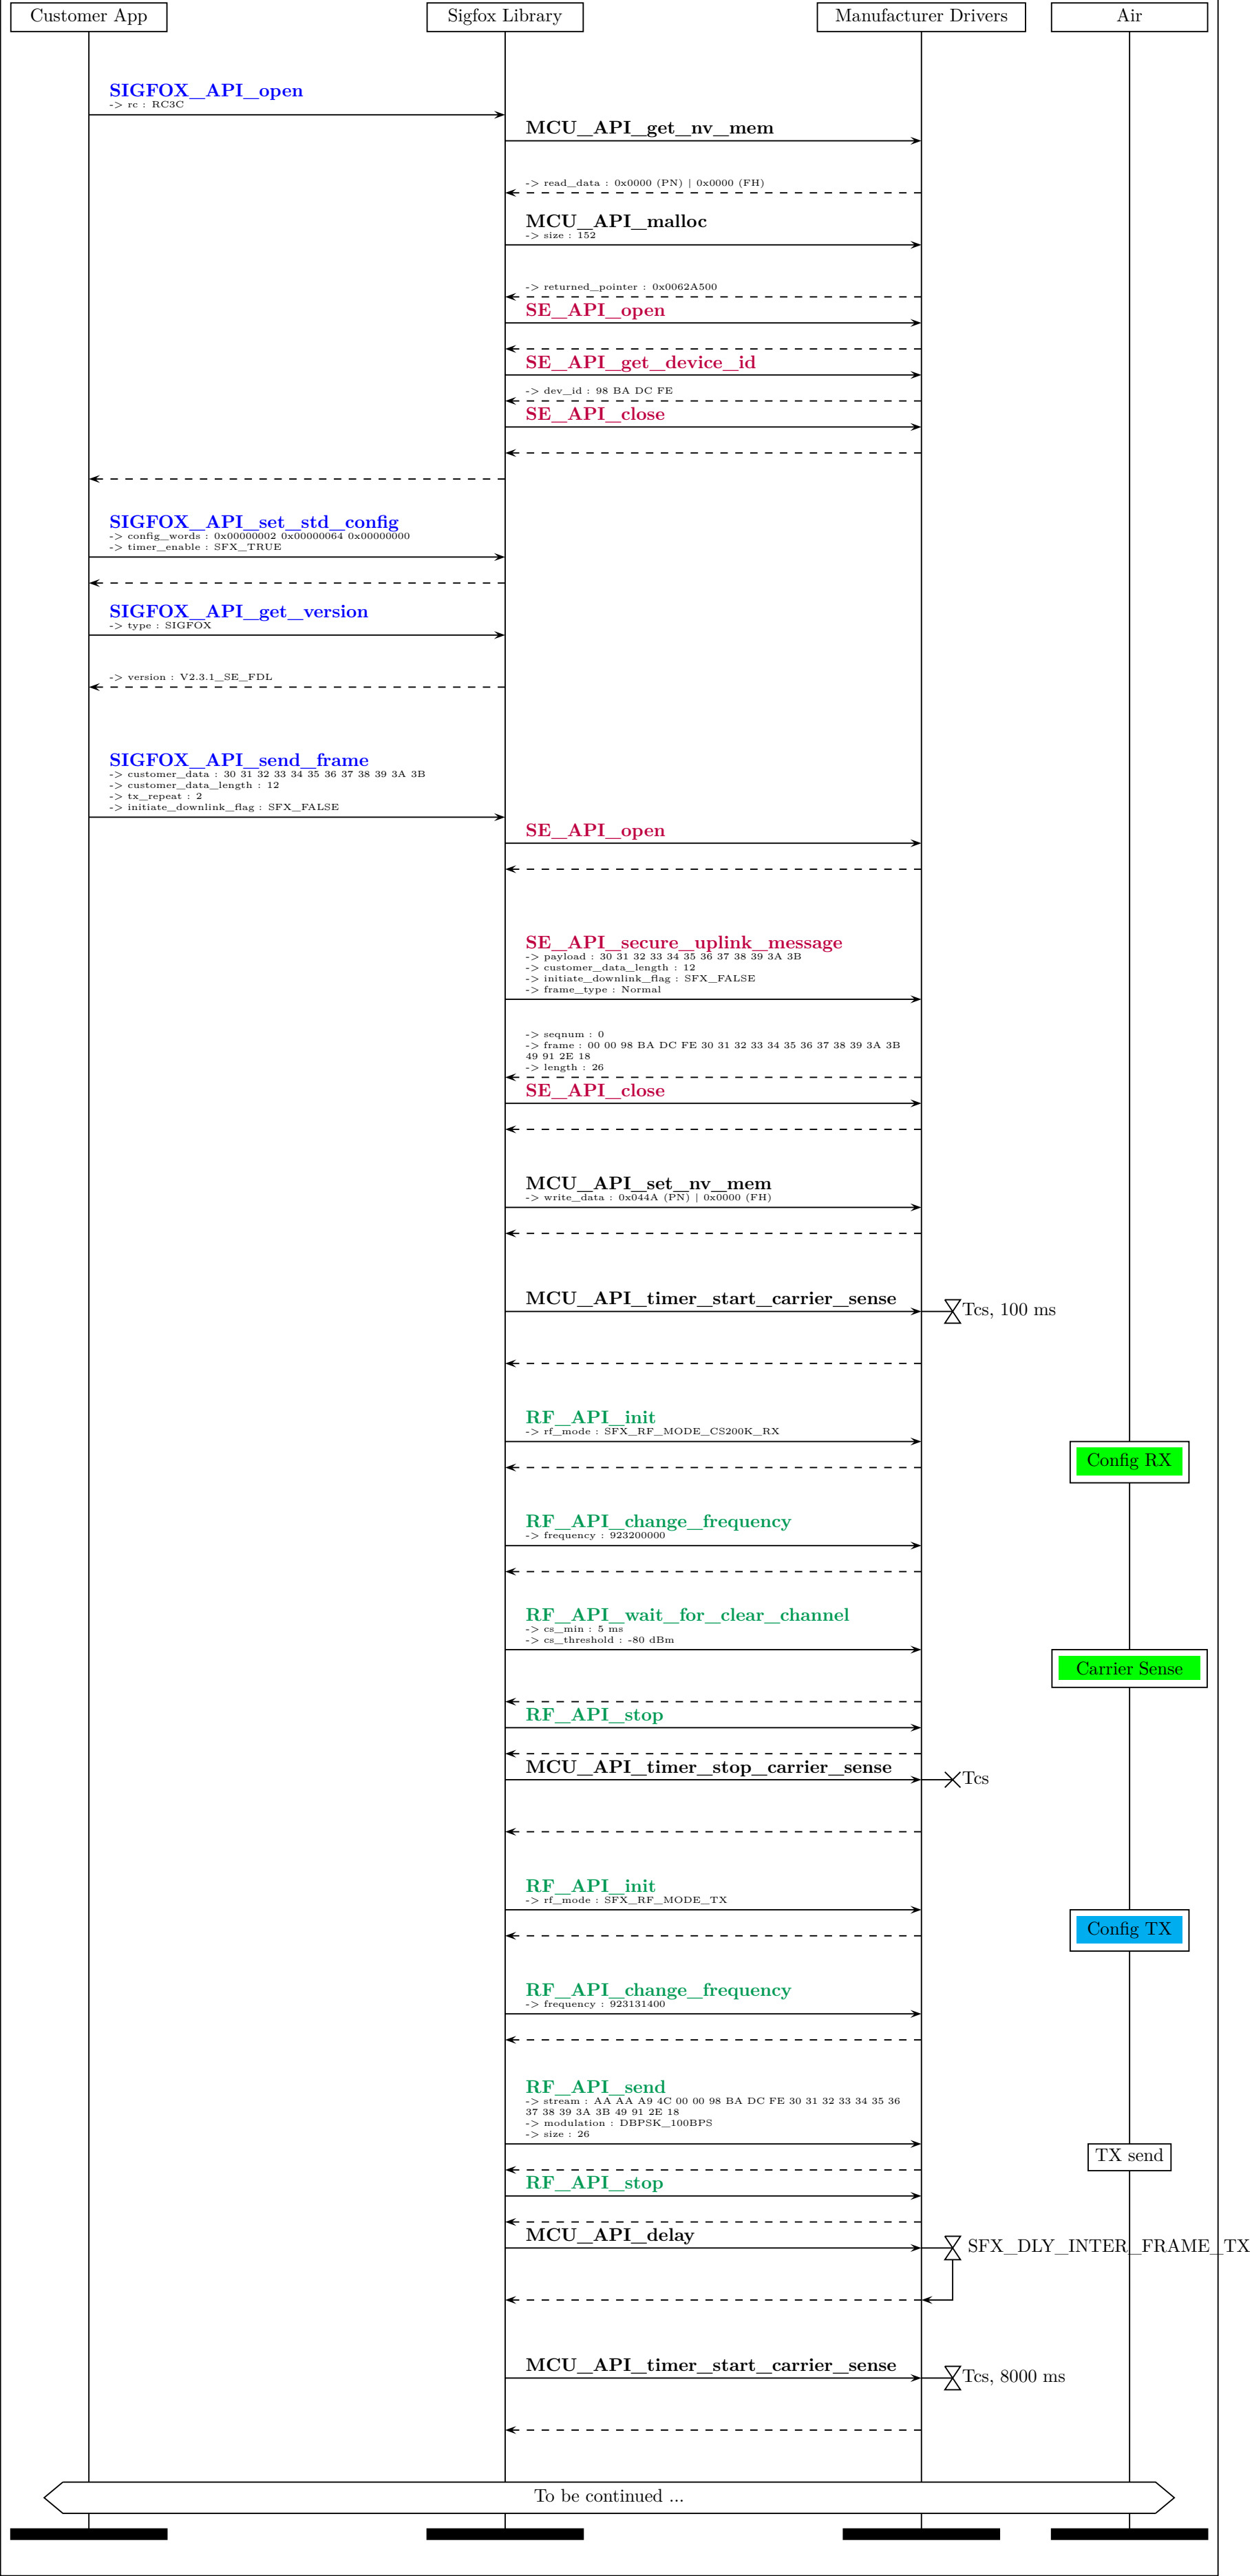 Customer App
Sigfox Library
Manufacturer Drivers
Air
SIGFOX_API_open
-> rc : RC3C
MCU_API_get_nv_mem
-> read_data : 0x0000 (PN) | 0x0000 (FH)
MCU_API_malloc
-> size : 152
-> returned_pointer : 0x0062A500
SE_API_open
SE_API_get_device_id
-> dev_id : 98 BA DC FE
SE_API_close
SIGFOX_API_set_std_config
-> config_words : 0x00000002 0x00000064 0x00000000
-> timer_enable : SFX_TRUE
SIGFOX_API_get_version
-> type : SIGFOX
-> version : V2.3.1_SE_FDL
SIGFOX_API_send_frame
-> customer_data : 30 31 32 33 34 35 36 37 38 39 3A 3B
-> customer_data_length : 12
-> tx_repeat : 2
-> initiate_downlink_flag : SFX_FALSE
SE_API_open
SE_API_secure_uplink_message
-> payload : 30 31 32 33 34 35 36 37 38 39 3A 3B
-> customer_data_length : 12
-> initiate_downlink_flag : SFX_FALSE
-> frame_type : Normal
-> seqnum : 0
-> frame : 00 00 98 BA DC FE 30 31 32 33 34 35 36 37 38 39 3A 3B
49 91 2E 18
-> length : 26
SE_API_close
MCU_API_set_nv_mem
-> write_data : 0x044A (PN) | 0x0000 (FH)
MCU_API_timer_start_carrier_sense
Tcs, 100 ms
RF_API_init
-> rf_mode : SFX_RF_MODE_CS200K_RX
Config RX
RF_API_change_frequency
-> frequency : 923200000
RF_API_wait_for_clear_channel
-> cs_min : 5 ms
-> cs_threshold : -80 dBm
Carrier Sense
RF_API_stop
MCU_API_timer_stop_carrier_sense
Tcs
RF_API_init
-> rf_mode : SFX_RF_MODE_TX
Config TX
RF_API_change_frequency
-> frequency : 923131400
RF_API_send
-> stream : AA AA A9 4C 00 00 98 BA DC FE 30 31 32 33 34 35 36
37 38 39 3A 3B 49 91 2E 18
-> modulation : DBPSK_100BPS
-> size : 26
TX send
RF_API_stop
MCU_API_delay
SFX_DLY_INTER_FRAME_TX
MCU_API_timer_start_carrier_sense
Tcs, 8000 ms
To be continued ...